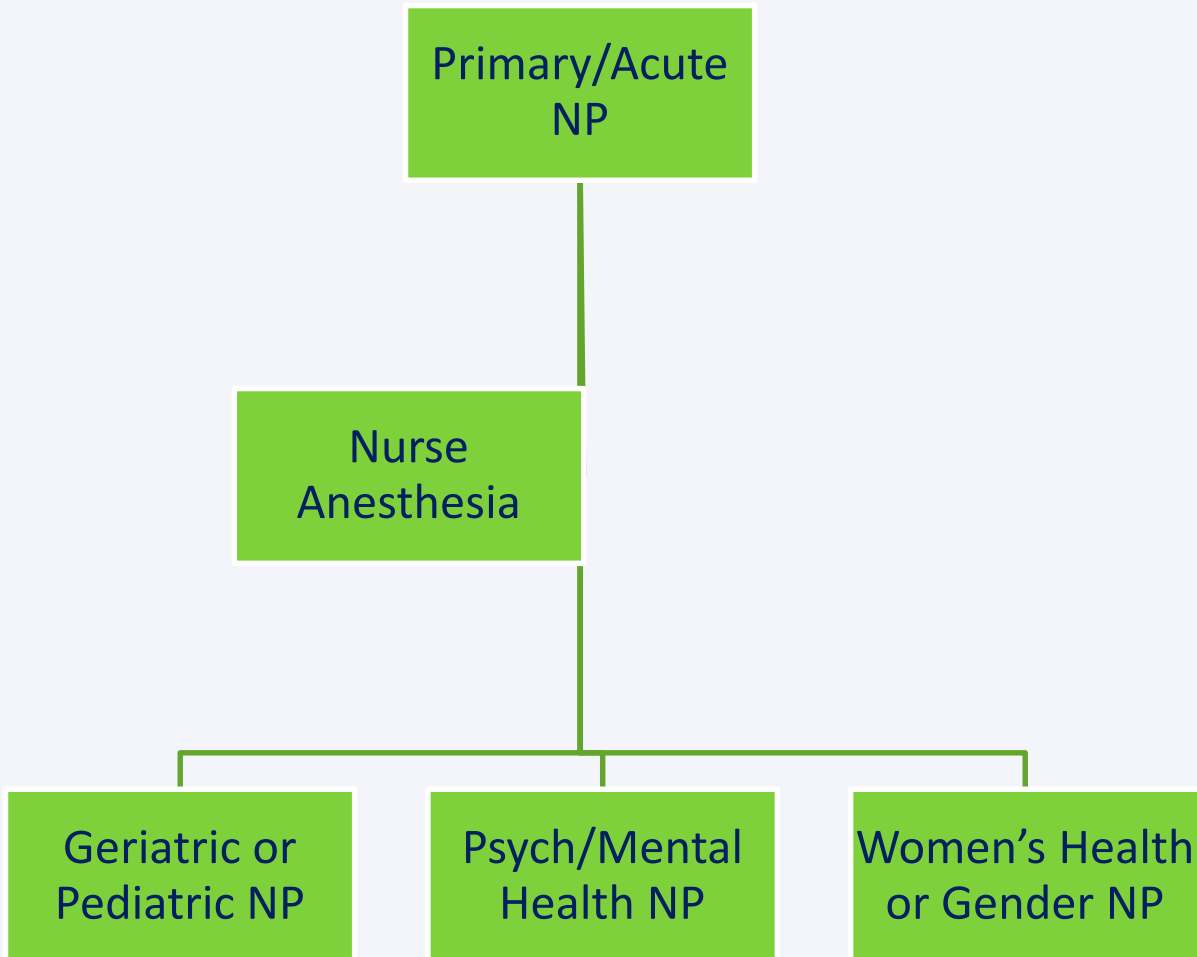 Primary/Acute
NP
Nurse
Anesthesia
Geriatric or
Pediatric NP
Psych/Mental
Health NP
Women’s Health
or Gender NP